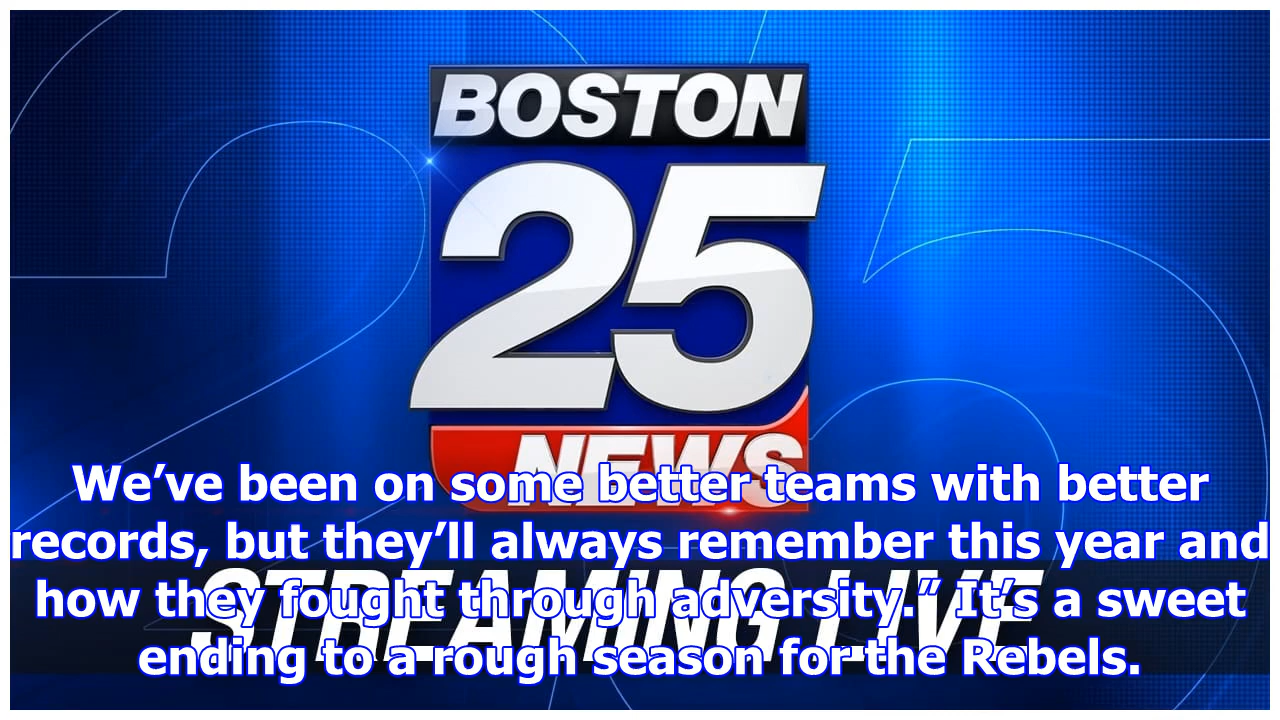 BOSTON
25
NEWS
STREAMING LIVE
We’ve been on some better teams with better
records, but they’ll always remember this year and
how they fought through adversity.” It’s a sweet
ending to a rough season for the Rebels.